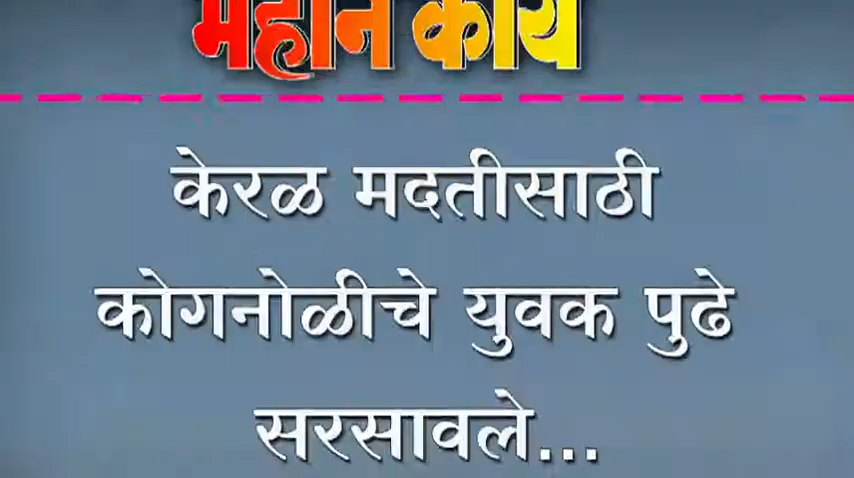 महान कार्य
केरळ मदतीसाठी
कोगनोळीचे युवक पुढे
सरसावले...